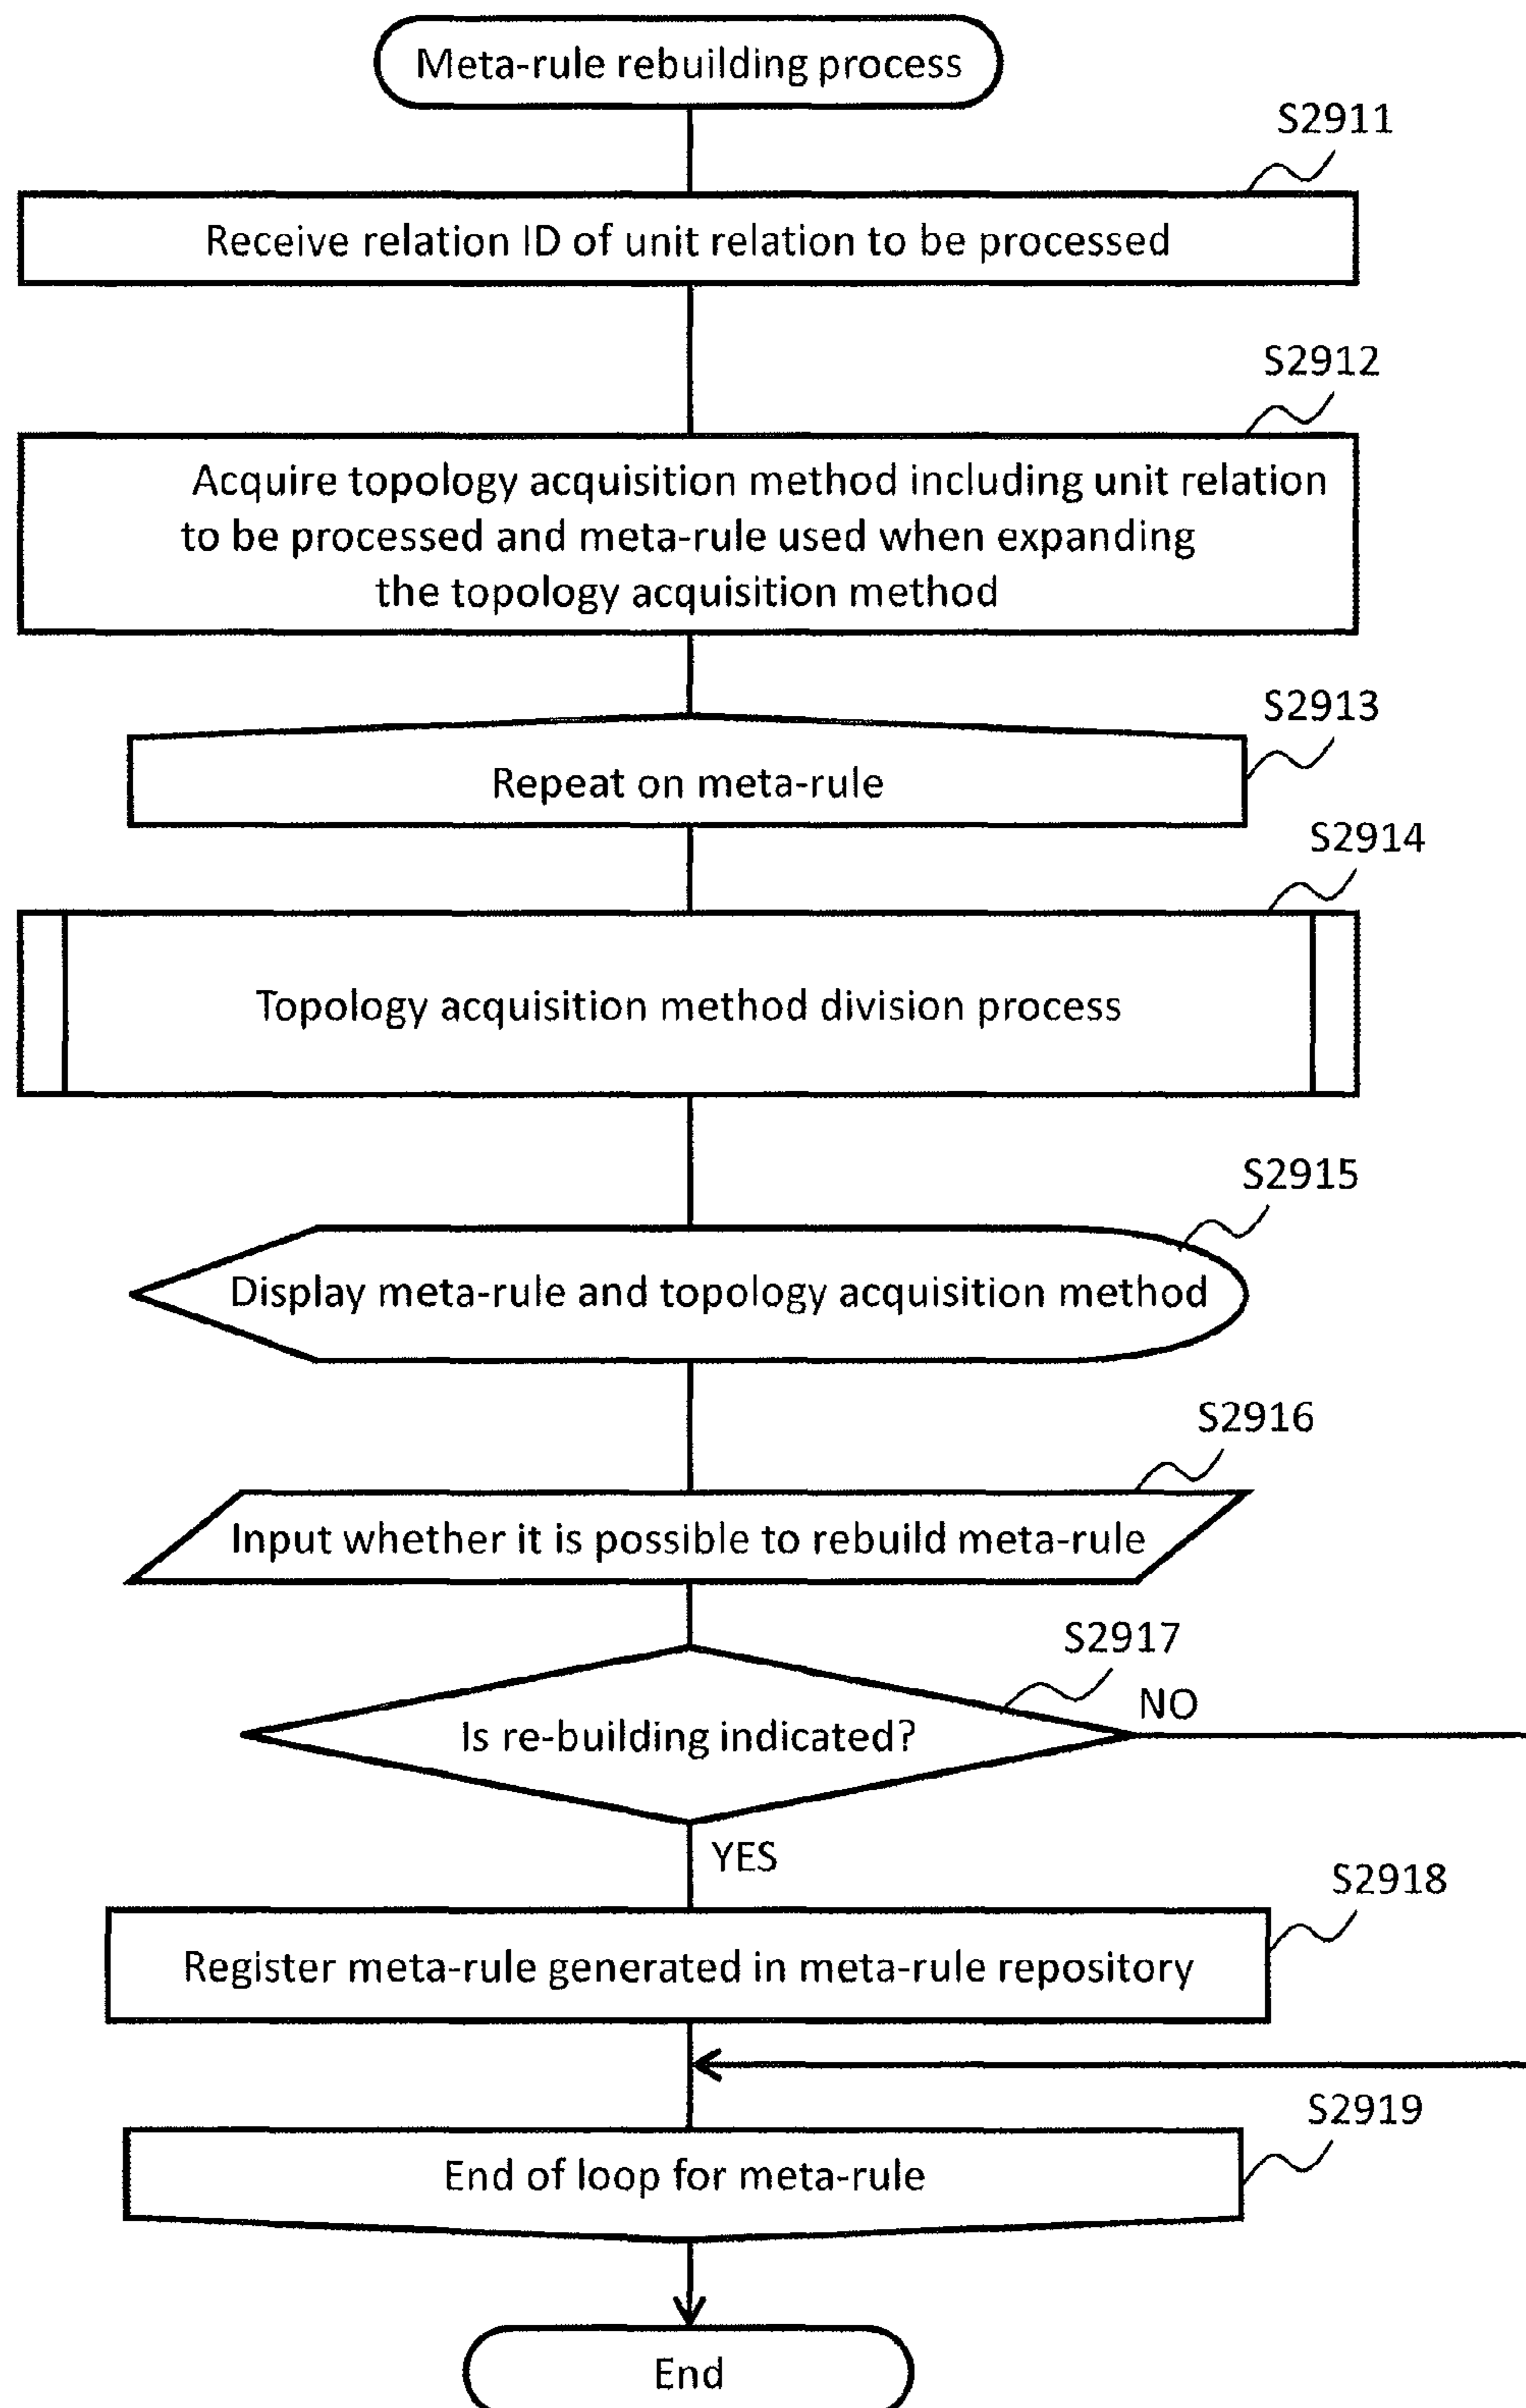 Meta-rule rebuilding process
S2911
Receive relation ID of unit relation to be processed
S2912
Acquire topology acquisition method including unit relation
to be processed and meta-rule used when expanding
the topology acquisition method
S2913
Repeat on meta-rule
S2914
Topology acquisition method division process
S2915
Display meta-rule and topology acquisition method
S2916
Input whether it is possible to rebuild meta-rule
S2917
NO
Is re-building indicated?
YES
S2918
Register meta-rule generated in meta-rule repository
S2919
End of loop for meta-rule
End